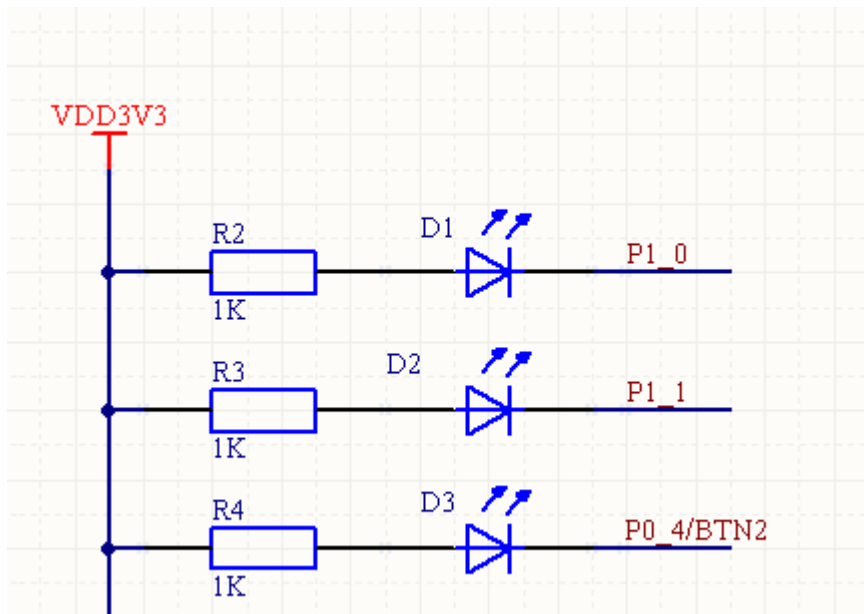 VDD3V3
R2
D1
P1_0
1K
R3
D2
P1_1
1K
R4
D3
P0_4/BTN2
1K